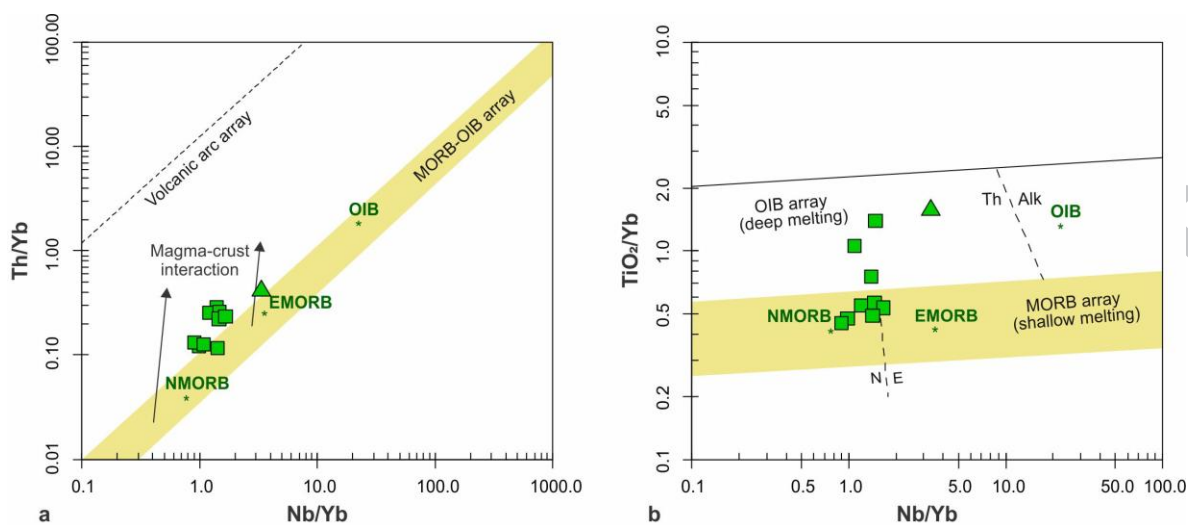 100.00
10.00
1.00
0.10
0.01
Th/Yb
Volcanic arc array
MORB-OIB array
OIB
*
Magma-crust
interaction
EMORB
*
NMORB
*
0.1
1.0
10.0
100.0
1000.0
Nb/Yb
a
10.0
5.0
2.0
1.0
0.5
0.2
0.1
TiO₂/Yb
OIB array
(deep melting)
Th
Alk
OIB
*
MORB array
(shallow melting)
NMORB
*
EMORB
*
N
E
0.1
0.5
1.0
5.0
10.0
50.0
100.0
Nb/Yb
b